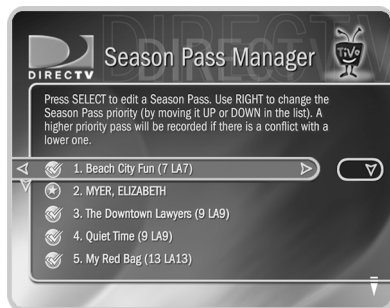 DIRECTV
DIRECTV
Season Pass Manager
TiVo
Press SELECT to edit a Season Pass. Use RIGHT to change the
Season Pass priority (by moving it UP or DOWN in the list). A
higher priority pass will be recorded if there is a conflict with a
lower one.
1. Beach City Fun (7 LA7)
2. MYER, ELIZABETH
3. The Downtown Lawyers (9 LA9)
4. Quiet Time (9 LA9)
5. My Red Bag (13 LA13)